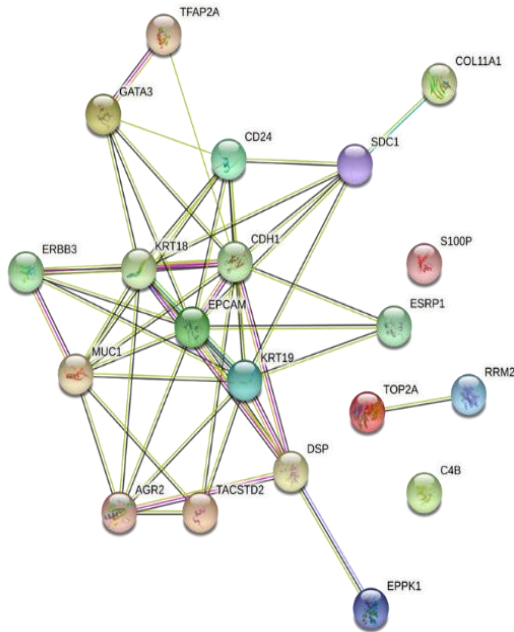 TFAP2A
COL11A1
GATA3
CD24
SDC1
ERBB3
KRT18
CDH1
S100P
EPCAM
ESRP1
MUC1
KRT19
TOP2A
RRM2
DSP
C4B
AGR2
TACSTD2
EPPK1